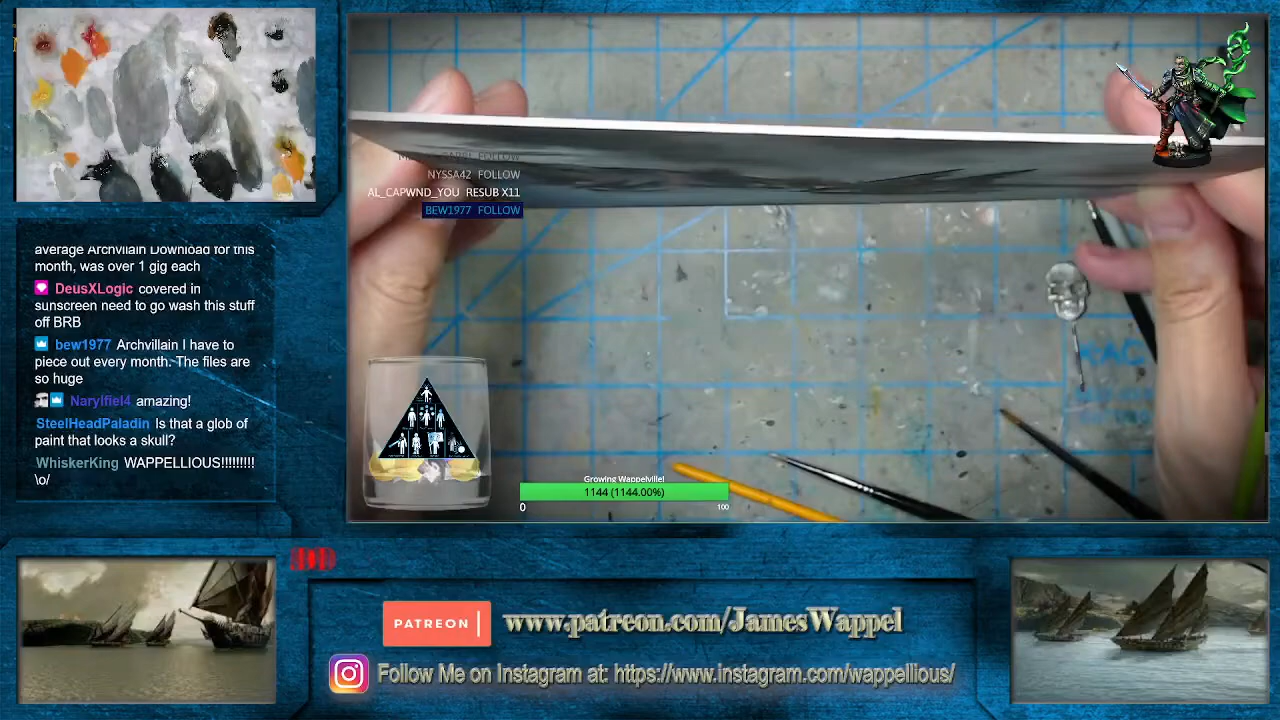 average Archvillain Download for this
month, was over 1 gig each
DeusXLogic covered in
sunscreen need to go wash this stuff
off BRB
bew1977 Archvillain I have to
piece out every month. The files are
so huge
Narylfiel4 amazing!
SteelHeadPaladin Is that a glob of
paint that looks a skull?
WhiskerKing WAPPELLIOUS!!!!!!!!!
\o/
FOLLOW
NYSSA42 FOLLOW
AL_CAPWND_YOU RESUB X11
BEW1977 FOLLOW
Growing Wappelville!
1144 (1144.00%)
0 100
PATREON
www.patreon.com/JamesWappel
Follow Me on Instagram at: https://www.instagram.com/wappellious/